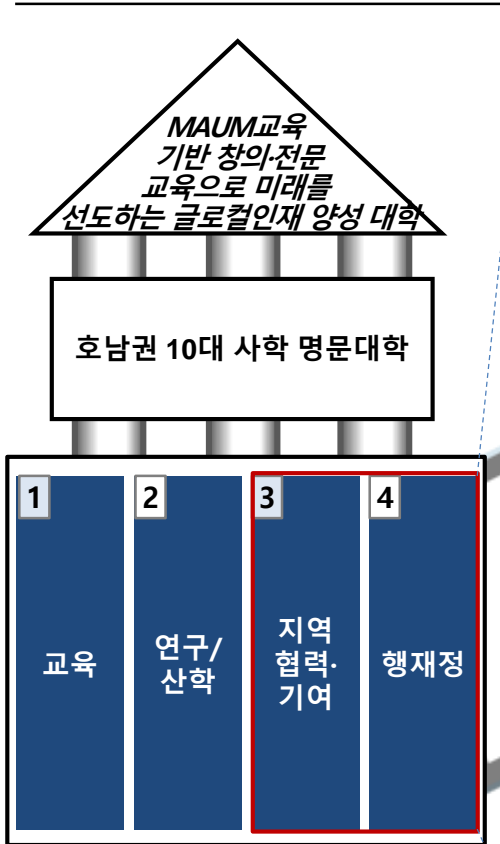 MAUM교육
기반 창의·전문
교육으로 미래를
선도하는 글로컬인재 양성 대학
호남권 10대 사학 명문대학
1
교육
2
연구/
산학
3
지역
협력·
기여
4
행재정